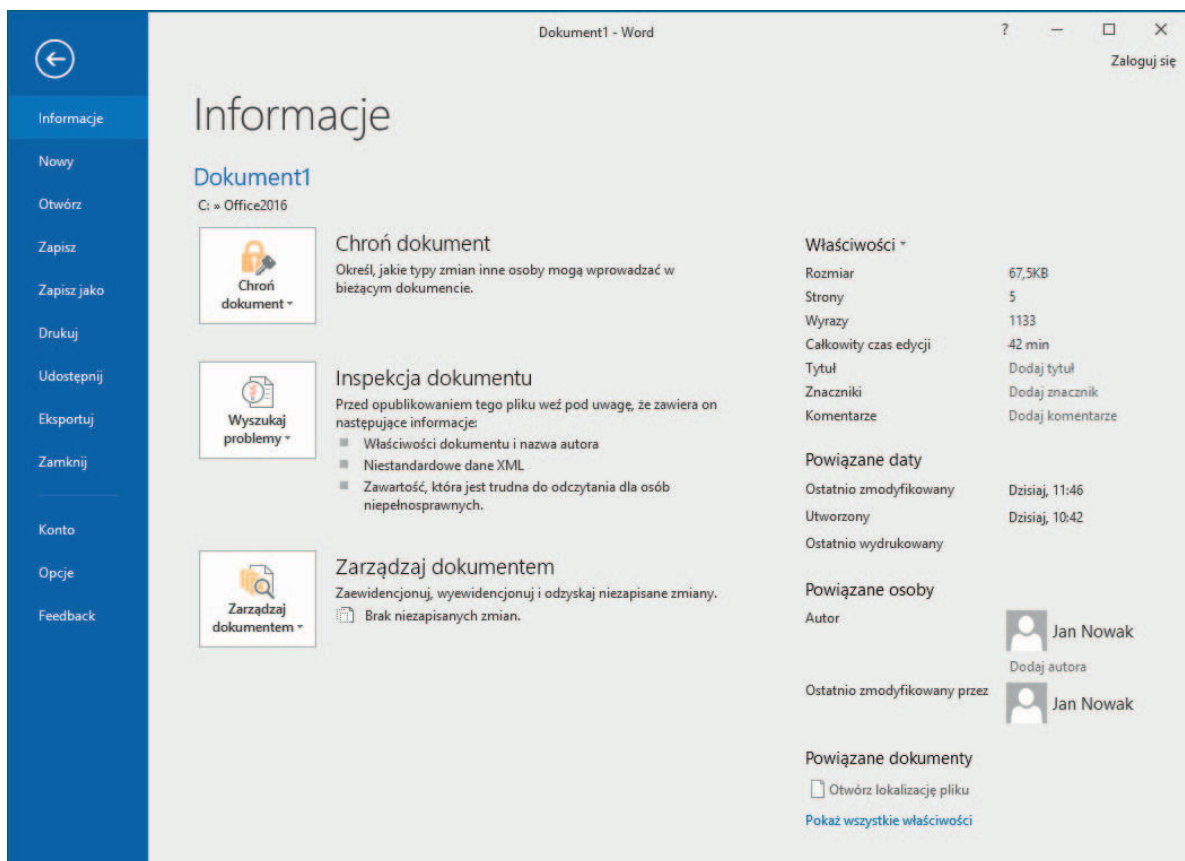 Dokument1 - Word
?
Zaloguj się
Informacje
Nowy
Otwórz
Zapisz
Zapisz jako
Drukuj
Udostępnij
Eksportuj
Zamknij
Konto
Opcje
Feedback
Informacje
Dokument1
C: » Office2016
Chroń
dokument
Chroń dokument
Określ, jakie typy zmian inne osoby mogą wprowadzać w
bieżącym dokumencie.
Wyszukaj
problemy
Inspekcja dokumentu
Przed opublikowaniem tego pliku weź pod uwagę, że zawiera on
następujące informacje:
Właściwości dokumentu i nazwa autora
Niestandardowe dane XML
Zawartość, która jest trudna do odczytania dla osób
niepełnosprawnych.
Zarządzaj
dokumentem
Zarządzaj dokumentem
Zaewidencjonuj, wyewidencjonuj i odzyskaj niezapisane zmiany.
Brak niezapisanych zmian.
Właściwości
Rozmiar 67,5KB
Strony 5
Wyrazy 1133
Całkowity czas edycji 42 min
Tytuł Dodaj tytuł
Znaczniki Dodaj znacznik
Komentarze Dodaj komentarze
Powiązane daty
Ostatnio zmodyfikowany Dzisiaj, 11:46
Utworzony Dzisiaj, 10:42
Ostatnio wydrukowany
Powiązane osoby
Autor Jan Nowak
Dodaj autora
Ostatnio zmodyfikowany przez Jan Nowak
Powiązane dokumenty
Otwórz lokalizację pliku
Pokaż wszystkie właściwości